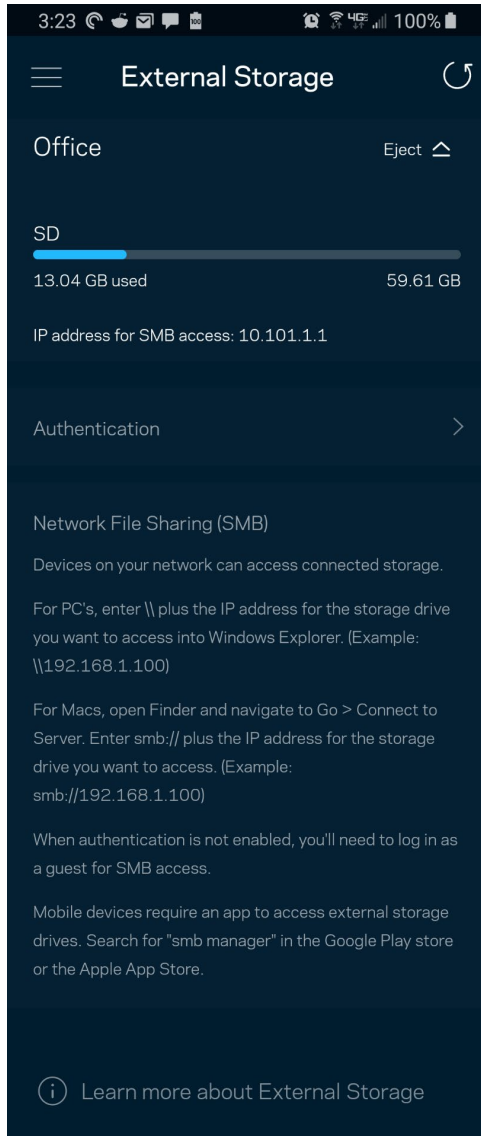 3:23 4GE 100%
External Storage
Office
Eject
SD
13.04 GB used 59.61 GB
IP address for SMB access: 10.101.1.1
Authentication
Network File Sharing (SMB)
Devices on your network can access connected storage.
For PC's, enter \\ plus the IP address for the storage drive
you want to access into Windows Explorer. (Example:
\\192.168.1.100)
For Macs, open Finder and navigate to Go > Connect to
Server. Enter smb:// plus the IP address for the storage
drive you want to access. (Example:
smb://192.168.1.100)
When authentication is not enabled, you'll need to log in as
a guest for SMB access.
Mobile devices require an app to access external storage
drives. Search for "smb manager" in the Google Play store
or the Apple App Store.
Learn more about External Storage